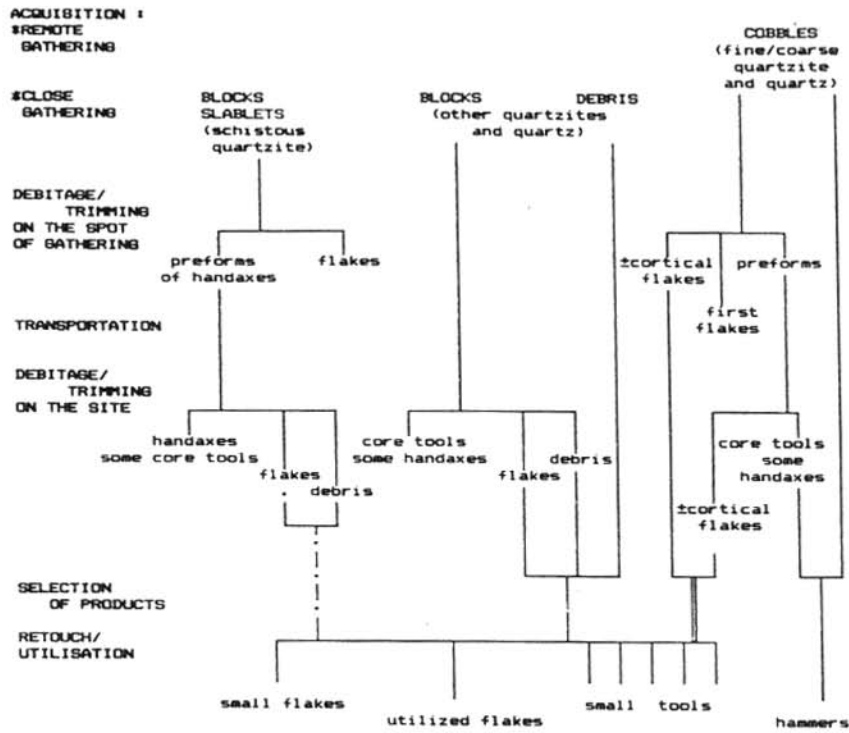 ACQUISITION :
*REMOTE
GATHERING
COBBLES
(fine/coarse
quartzite
and quartz)
*CLOSE
GATHERING
BLOCKS
SLABLETS
(schistous
quartzite)
BLOCKS DEBRIS
(other quartzites
and quartz)
DEBITAGE/
TRIMMING
ON THE SPOT
OF GATHERING
preforms
of handaxes
flakes
±cortical
flakes
preforms
first
flakes
TRANSPORTATION
DEBITAGE/
TRIMMING
ON THE SITE
handaxes
some core tools
flakes
debris
core tools
some handaxes
flakes
debris
core tools
some
handaxes
±cortical
flakes
SELECTION
OF PRODUCTS
RETOUCH/
UTILISATION
small flakes
utilized flakes
small tools
hammers